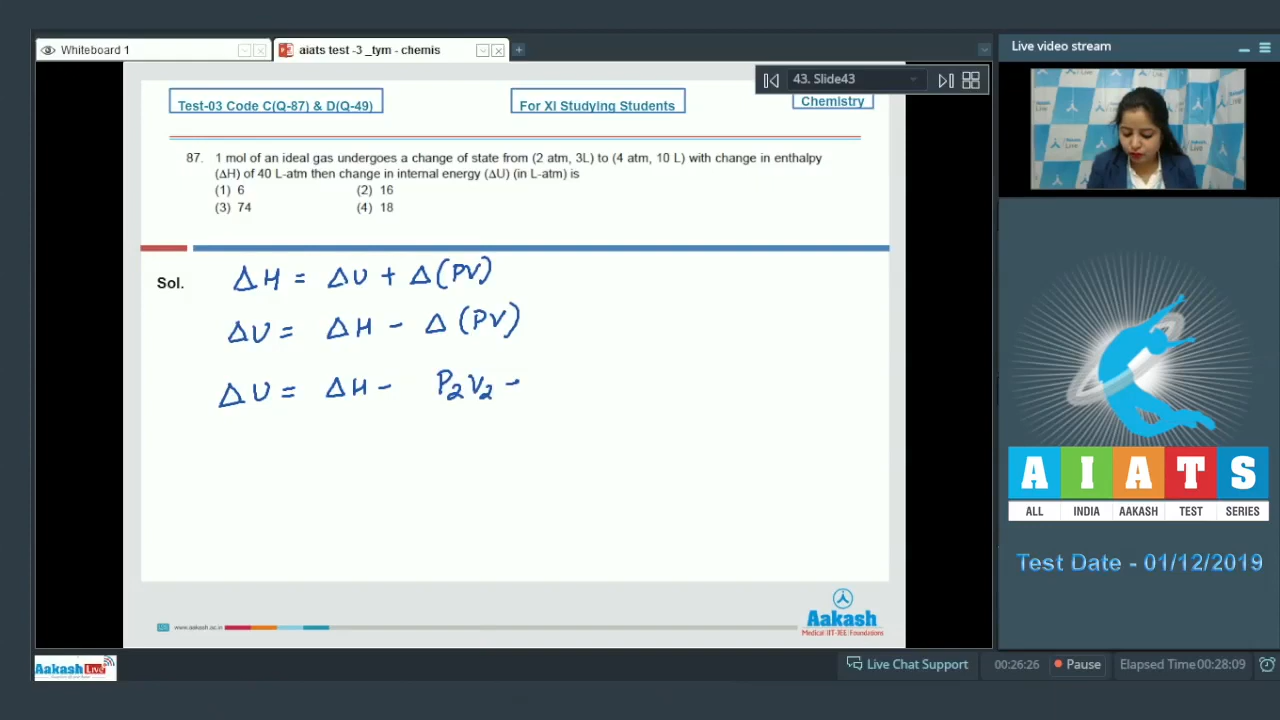 Whiteboard 1
aiats test -3 _tym - chemis
Live video stream
43. Slide43
Test-03 Code C(Q-87) & D(Q-49)
For XI Studying Students
Chemistry
87. 1 mol of an ideal gas undergoes a change of state from (2 atm, 3L) to (4 atm, 10 L) with change in enthalpy
(ΔH) of 40 L-atm then change in internal energy (ΔU) (in L-atm) is
(1) 6 (2) 16
(3) 74 (4) 18
Sol. ΔH = ΔU + Δ(PV)
ΔU = ΔH - Δ(PV)
ΔU = ΔH - P₂V₂ -
AIATS
ALL INDIA AAKASH TEST SERIES
Test Date - 01/12/2019
Aakash
Medical|IIT-JEE|Foundations
www.aakash.ac.in
Aakash Live
Live Chat Support
00:26:26
Pause
Elapsed Time 00:28:09